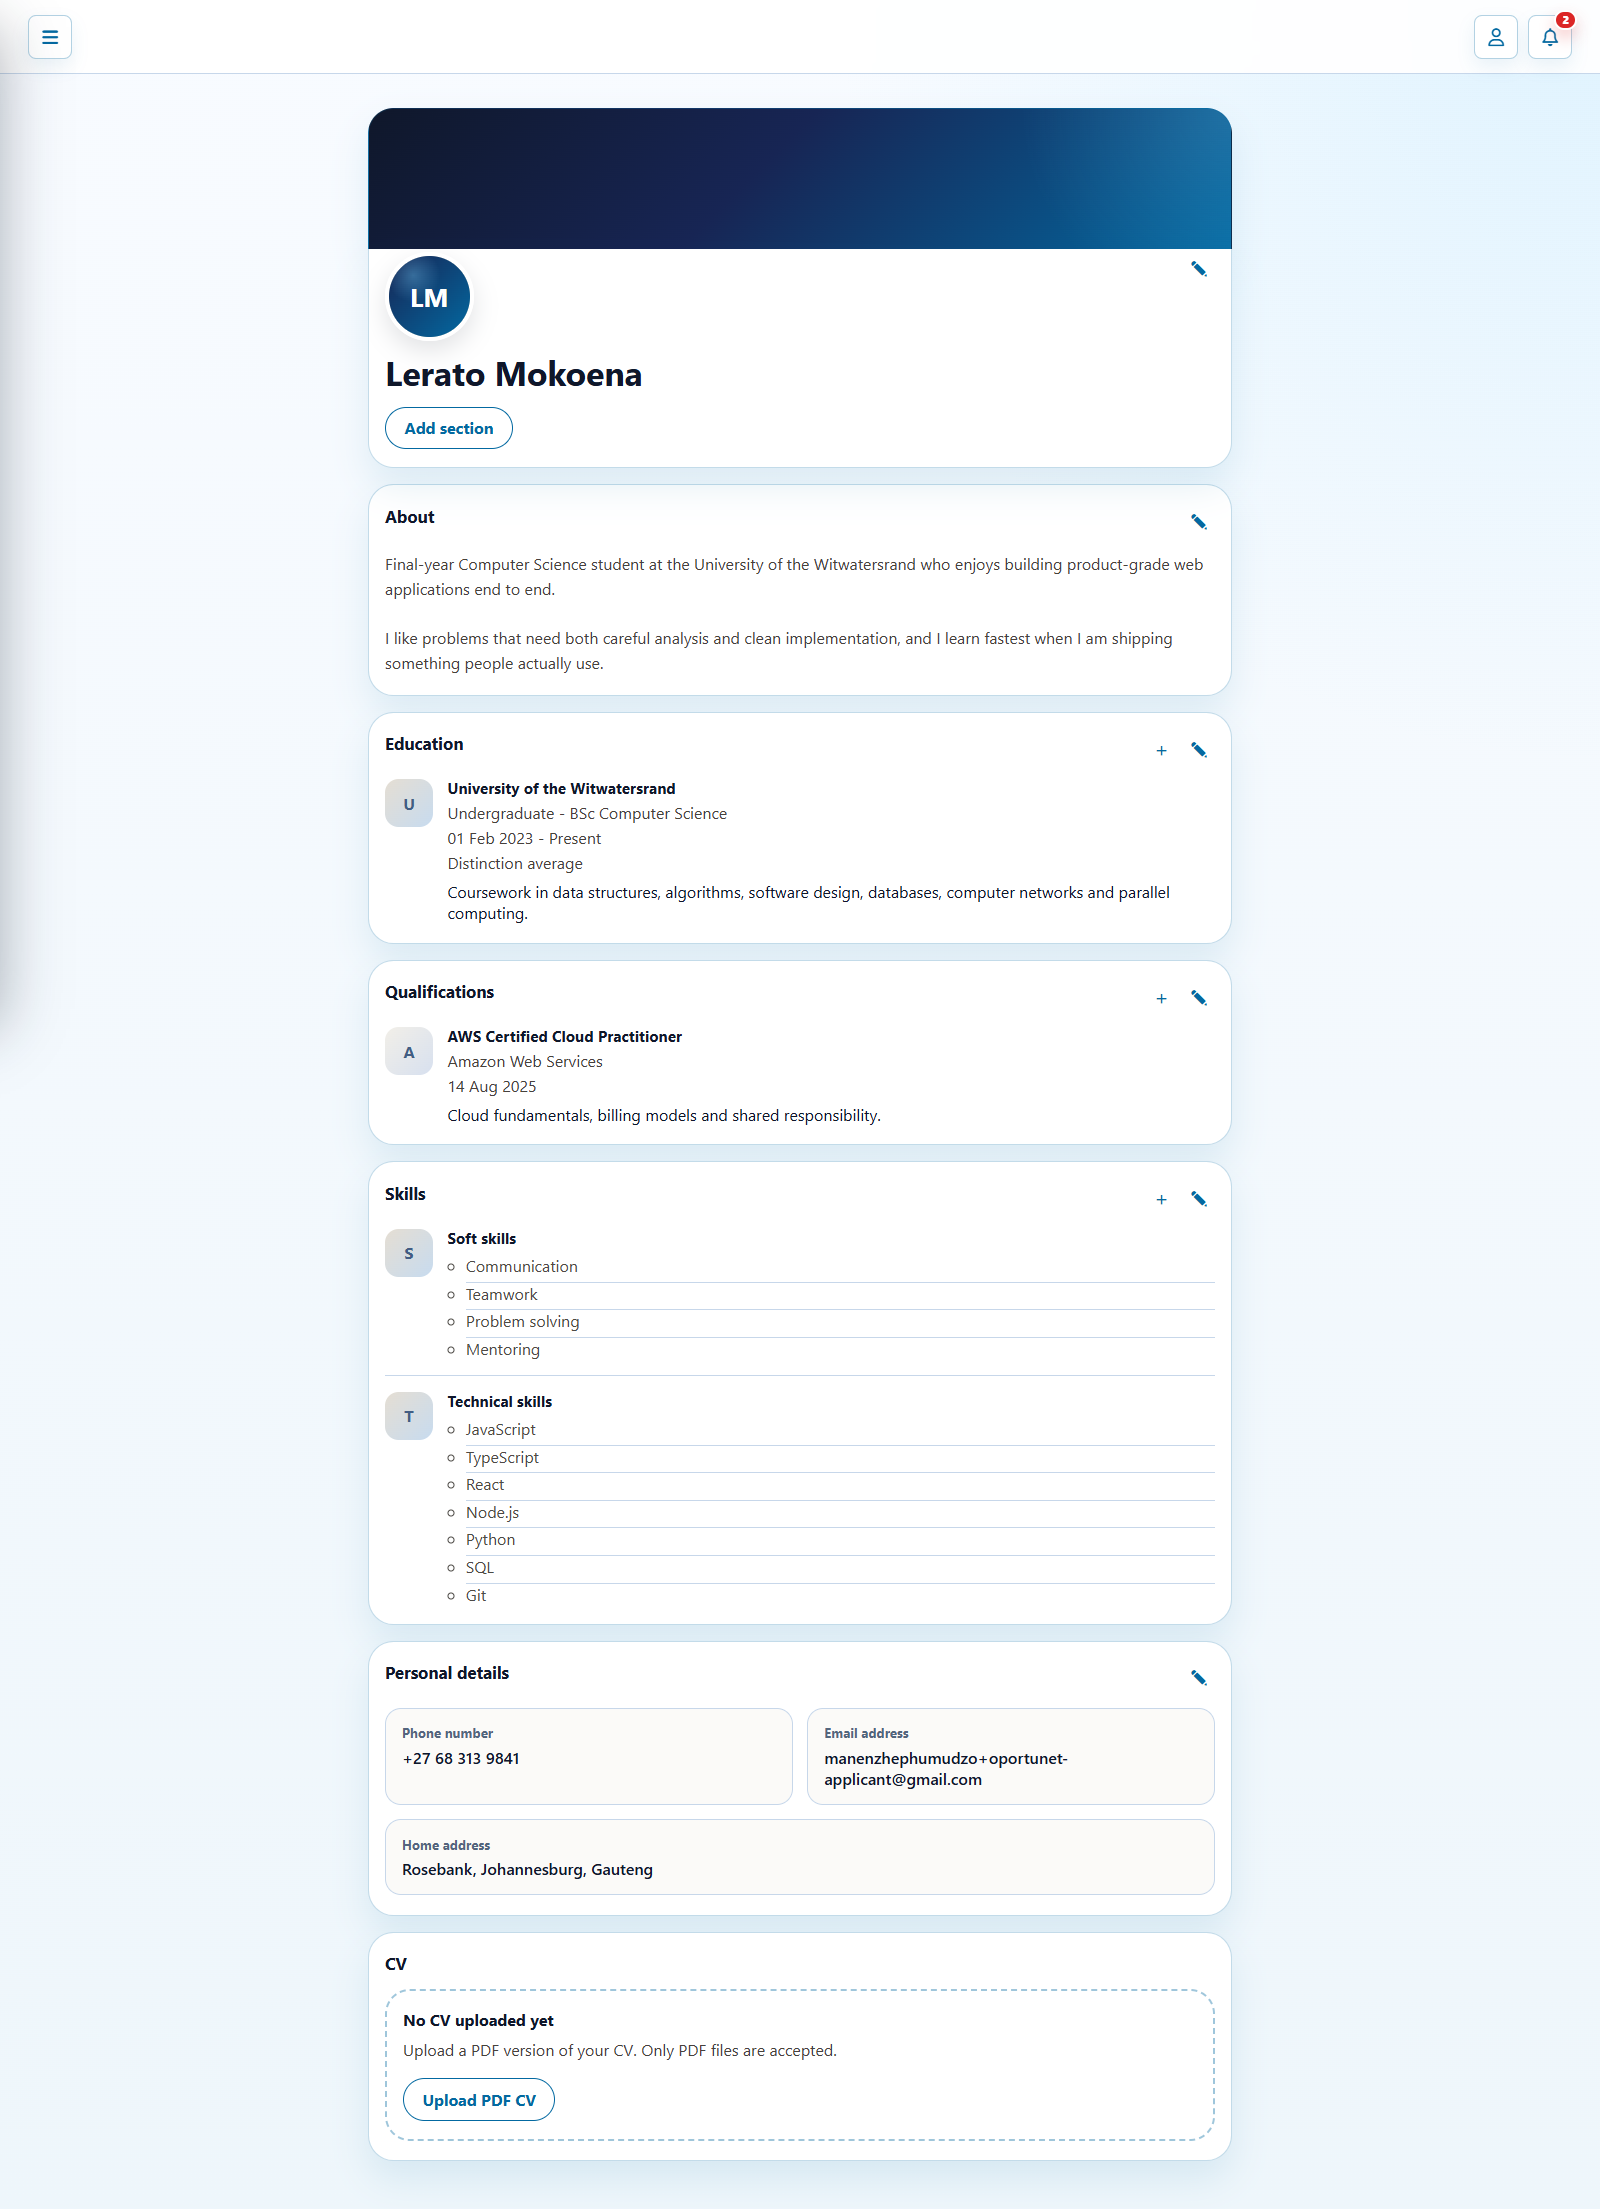 2
LM
Lerato Mokoena
Add section
About
Final-year Computer Science student at the University of the Witwatersrand who enjoys building product-grade web
applications end to end.
I like problems that need both careful analysis and clean implementation, and I learn fastest when I am shipping
something people actually use.
Education
+
U
University of the Witwatersrand
Undergraduate - BSc Computer Science
01 Feb 2023 - Present
Distinction average
Coursework in data structures, algorithms, software design, databases, computer networks and parallel
computing.
Qualifications
+
A
AWS Certified Cloud Practitioner
Amazon Web Services
14 Aug 2025
Cloud fundamentals, billing models and shared responsibility.
Skills
+
S
Soft skills
Communication
Teamwork
Problem solving
Mentoring
T
Technical skills
JavaScript
TypeScript
React
Node.js
Python
SQL
Git
Personal details
Phone number
+27 68 313 9841
Email address
manenzhephumudzo+oportunet-
applicant@gmail.com
Home address
Rosebank, Johannesburg, Gauteng
CV
No CV uploaded yet
Upload a PDF version of your CV. Only PDF files are accepted.
Upload PDF CV